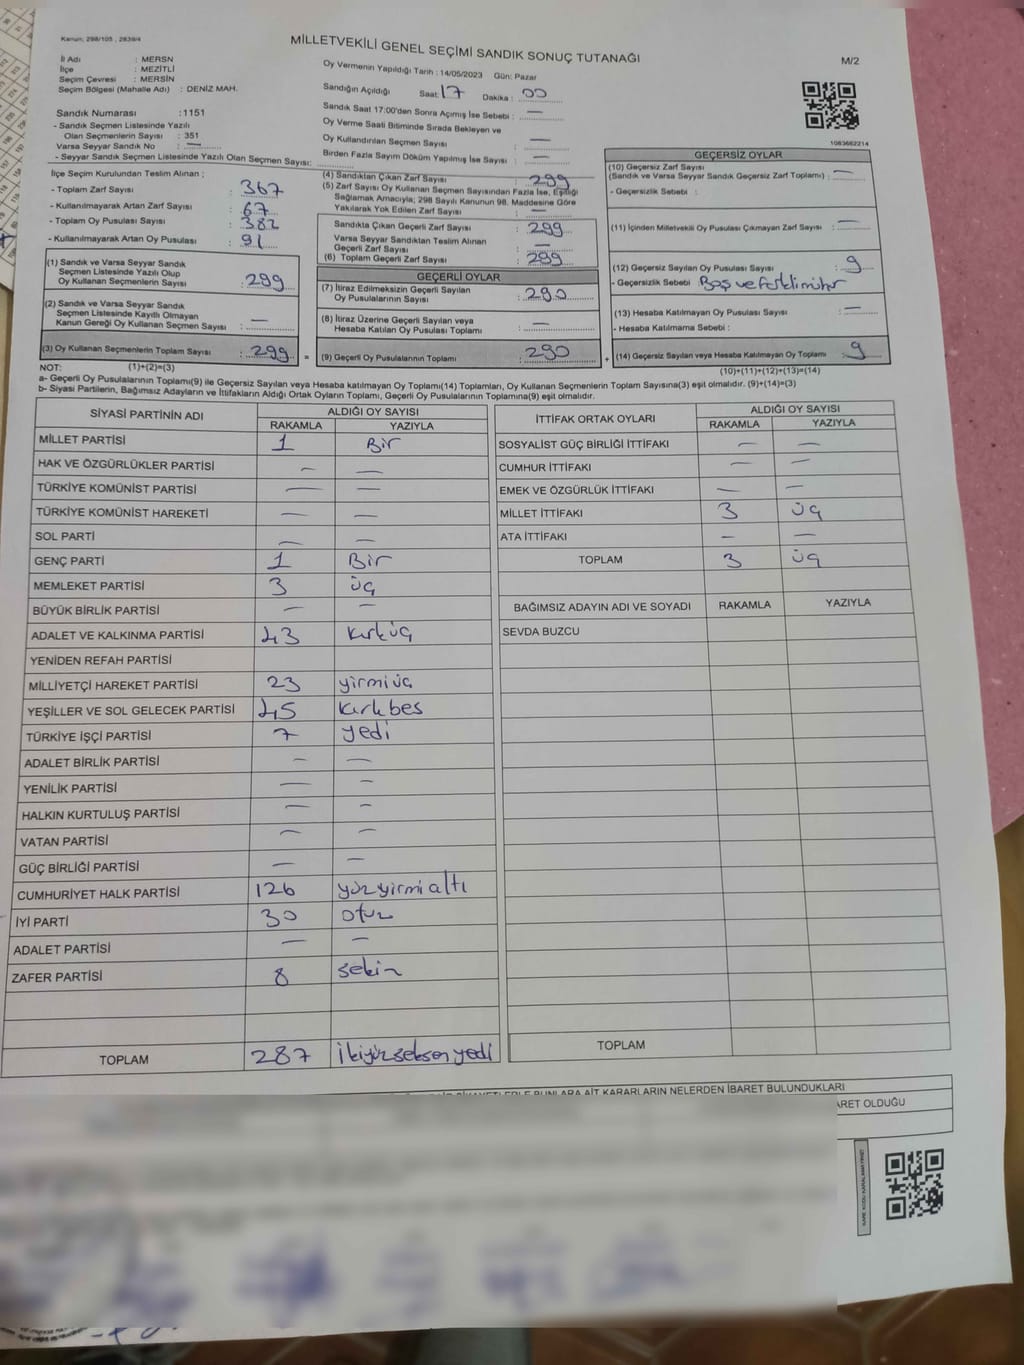 Kanun: 298/105 , 2839/4
MİLLETVEKİLİ GENEL SEÇİMİ SANDIK SONUÇ TUTANAĞI
M/2
İl Adı : MERSN
İlçe : MEZİTLİ
Seçim Çevresi : MERSİN
Seçim Bölgesi (Mahalle Adı) : DENİZ MAH.
Sandık Numarası : 1151
- Sandık Seçmen Listesinde Yazılı
Olan Seçmenlerin Sayısı : 351
Varsa Seyyar Sandık No : —
- Seyyar Sandık Seçmen Listesinde Yazılı Olan Seçmen Sayısı:
Oy Vermenin Yapıldığı Tarih : 14/05/2023 Gün: Pazar
Sandığın Açıldığı Saat: 17 Dakika : 00
Sandık Saat 17:00'den Sonra Açımış İse Sebebi : —
Oy Verme Saati Bitiminde Sırada Bekleyen ve
Oy Kullandırılan Seçmen Sayısı : —
Birden Fazla Sayım Döküm Yapılmış İse Sayısı : —
1083682214
İlçe Seçim Kurulundan Teslim Alınan ;
- Toplam Zarf Sayısı : 367
- Kullanılmayarak Artan Zarf Sayısı : 67
- Toplam Oy Pusulası Sayısı : 382
- Kullanılmayarak Artan Oy Pusulası : 91
(1) Sandık ve Varsa Seyyar Sandık
Seçmen Listesinde Yazılı Olup
Oy Kullanan Seçmenlerin Sayısı : 299
(2) Sandık ve Varsa Seyyar Sandık
Seçmen Listesinde Kayıtlı Olmayan
Kanun Gereği Oy Kullanan Seçmen Sayısı : —
(3) Oy Kullanan Seçmenlerin Toplam Sayısı : 299 =
(4) Sandıktan Çıkan Zarf Sayısı : 299
(5) Zarf Sayısı Oy Kullanan Seçmen Sayısından Fazla İse, Eşitliği
Sağlamak Amacıyla; 298 Sayılı Kanunun 98. Maddesine Göre
Yakılarak Yok Edilen Zarf Sayısı : —
Sandıkta Çıkan Geçerli Zarf Sayısı : 299
Varsa Seyyar Sandıktan Teslim Alınan
Geçerli Zarf Sayısı : —
(6) Toplam Geçerli Zarf Sayısı : 299
GEÇERLİ OYLAR
(7) İtiraz Edilmeksizin Geçerli Sayılan
Oy Pusulalarının Sayısı : 290
(8) İtiraz Üzerine Geçerli Sayılan veya
Hesaba Katılan Oy Pusulası Toplamı : —
(9) Geçerli Oy Pusulalarının Toplamı : 290 +
GEÇERSİZ OYLAR
(10) Geçersiz Zarf Sayısı
(Sandık ve Varsa Seyyar Sandık Geçersiz Zarf Toplamı) : —
- Geçersizlik Sebebi :
(11) İçinden Milletvekili Oy Pusulası Çıkmayan Zarf Sayısı : —
(12) Geçersiz Sayılan Oy Pusulası Sayısı : 9
- Geçersizlik Sebebi : Boş ve farklı mühür
(13) Hesaba Katılmayan Oy Pusulası Sayısı : —
- Hesaba Katılmama Sebebi :
(14) Geçersiz Sayılan veya Hesaba Katılmayan Oy Toplamı : 9
NOT: (1)+(2)=(3)
(10)+(11)+(12)+(13)=(14)
a- Geçerli Oy Pusulalarının Toplamı(9) ile Geçersiz Sayılan veya Hesaba katılmayan Oy Toplamı(14) Toplamları, Oy Kullanan Seçmenlerin Toplam Sayısına(3) eşit olmalıdır. (9)+(14)=(3)
b- Siyasi Partilerin, Bağımsız Adayların ve İttifakların Aldığı Ortak Oyların Toplamı, Geçerli Oy Pusulalarının Toplamına(9) eşit olmalıdır.
SİYASİ PARTİNİN ADI ALDIĞI OY SAYISI
RAKAMLA YAZIYLA
MİLLET PARTİSİ 1 Bir
HAK VE ÖZGÜRLÜKLER PARTİSİ — —
TÜRKİYE KOMÜNİST PARTİSİ — —
TÜRKİYE KOMÜNİST HAREKETİ — —
SOL PARTİ — —
GENÇ PARTİ 1 Bir
MEMLEKET PARTİSİ 3 üç
BÜYÜK BİRLİK PARTİSİ — —
ADALET VE KALKINMA PARTİSİ 43 kırküç
YENİDEN REFAH PARTİSİ
MİLLİYETÇİ HAREKET PARTİSİ 23 yirmiüç
YEŞİLLER VE SOL GELECEK PARTİSİ 45 kırkbeş
TÜRKİYE İŞÇİ PARTİSİ 7 yedi
ADALET BİRLİK PARTİSİ — —
YENİLİK PARTİSİ — —
HALKIN KURTULUŞ PARTİSİ — —
VATAN PARTİSİ — —
GÜÇ BİRLİĞİ PARTİSİ — —
CUMHURİYET HALK PARTİSİ 126 yüzyirmialtı
İYİ PARTİ 30 otuz
ADALET PARTİSİ — —
ZAFER PARTİSİ 8 sekiz
TOPLAM 287 ikiyüzseksenyedi
İTTİFAK ORTAK OYLARI ALDIĞI OY SAYISI
RAKAMLA YAZIYLA
SOSYALİST GÜÇ BİRLİĞİ İTTİFAKI — —
CUMHUR İTTİFAKI — —
EMEK VE ÖZGÜRLÜK İTTİFAKI — —
MİLLET İTTİFAKI 3 üç
ATA İTTİFAKI — —
TOPLAM 3 üç
BAĞIMSIZ ADAYIN ADI VE SOYADI RAKAMLA YAZIYLA
SEVDA BUZCU
TOPLAM
BUNLARA AİT KARARLARIN NELERDEN İBARET BULUNDUKLARI
OLDUĞU